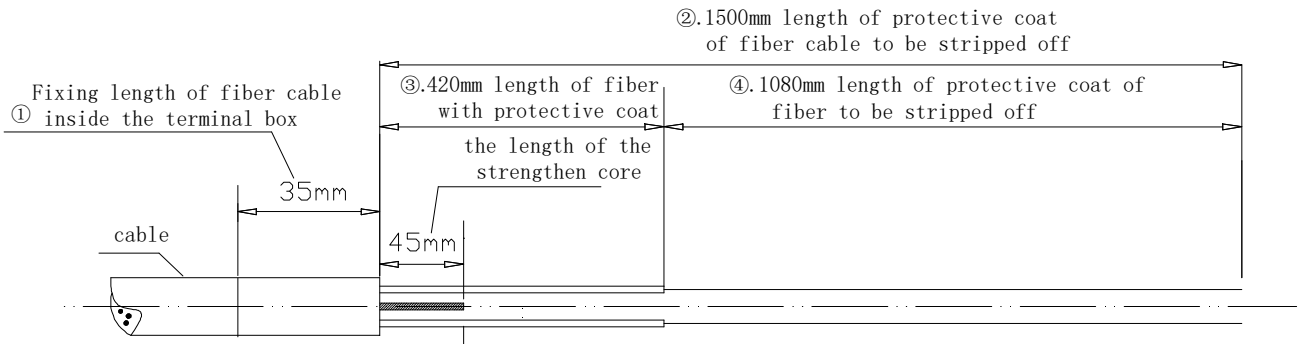 ②.1500mm length of protective coat
of fiber cable to be stripped off
Fixing length of fiber cable
① inside the terminal box
③.420mm length of fiber
with protective coat
④.1080mm length of protective coat of
fiber to be stripped off
the length of the
strengthen core
35mm
cable
45mm